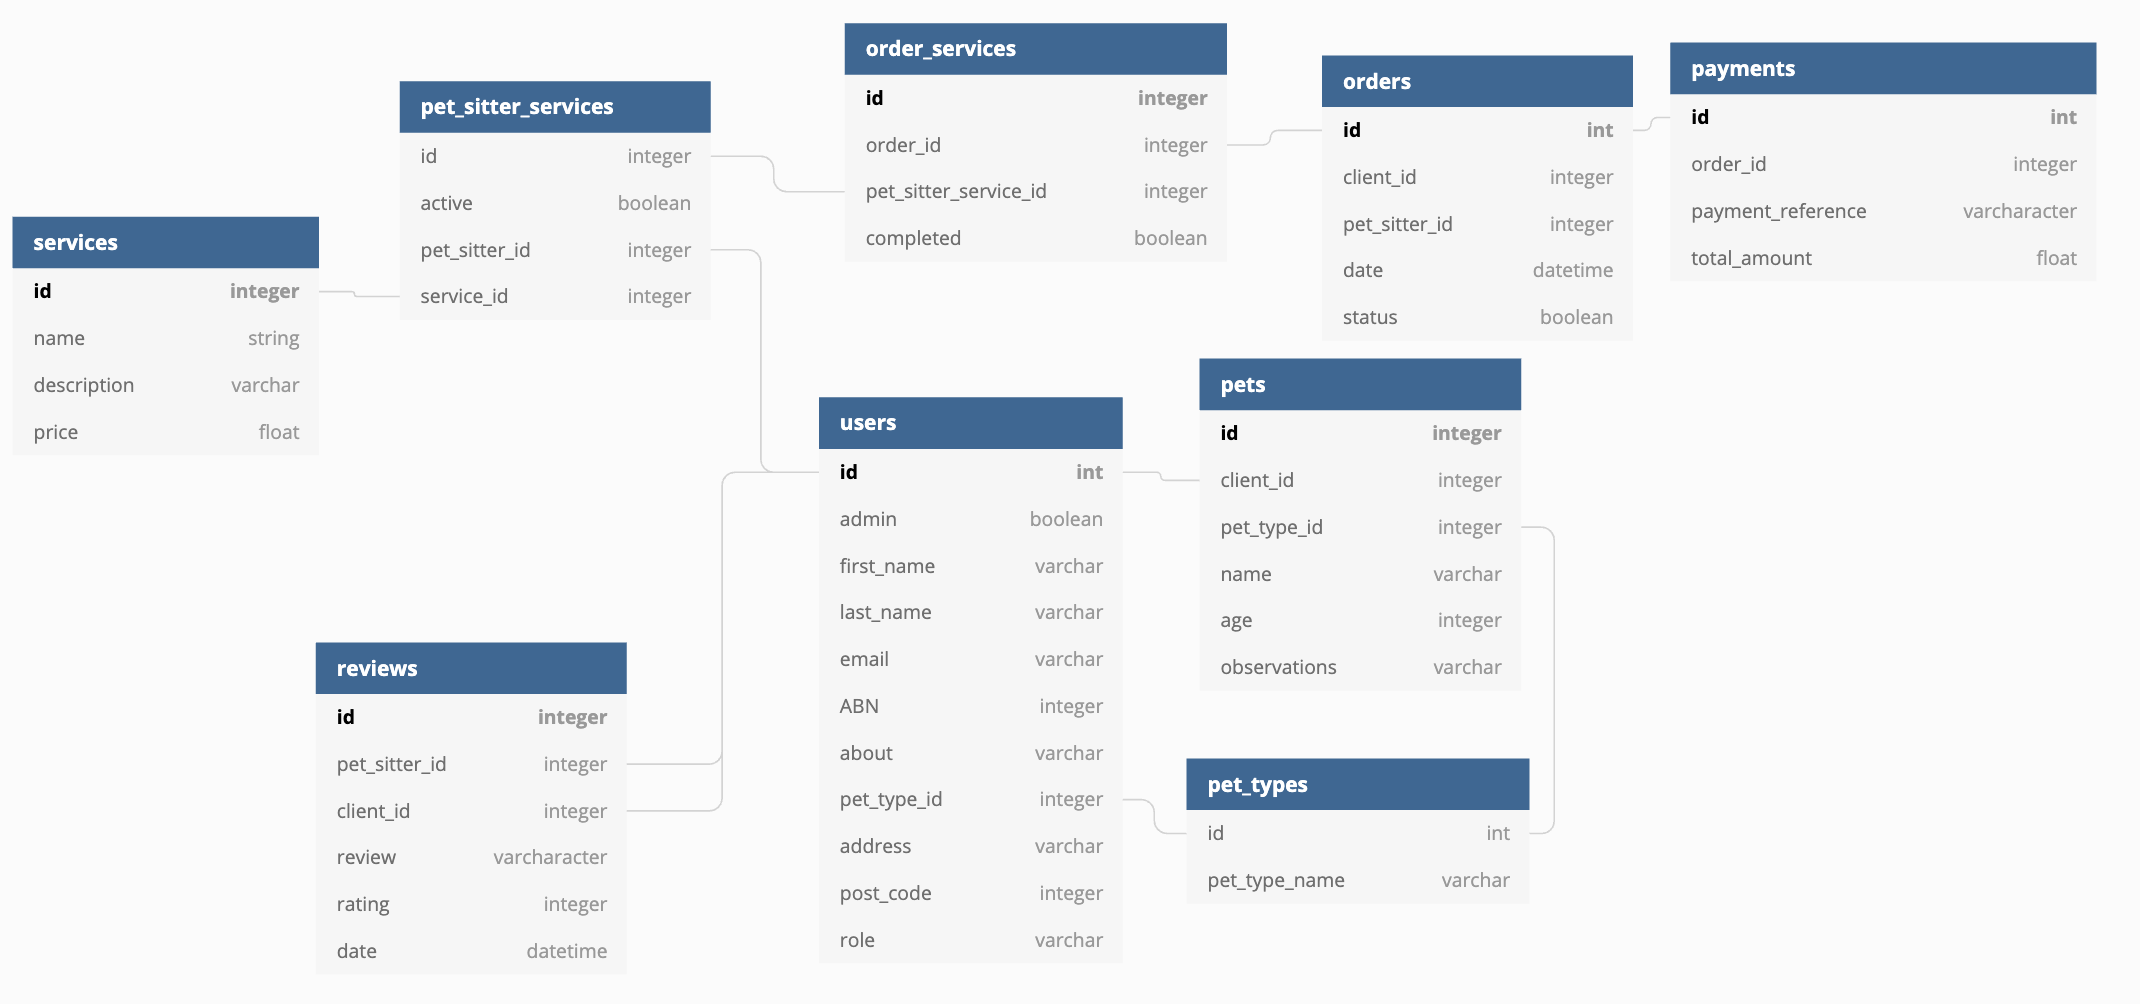 services
id integer
name string
description varchar
price float
pet_sitter_services
id integer
active boolean
pet_sitter_id integer
service_id integer
order_services
id integer
order_id integer
pet_sitter_service_id integer
completed boolean
orders
id int
client_id integer
pet_sitter_id integer
date datetime
status boolean
payments
id int
order_id integer
payment_reference varcharacter
total_amount float
users
id int
admin boolean
first_name varchar
last_name varchar
email varchar
ABN integer
about varchar
pet_type_id integer
address varchar
post_code integer
role varchar
pets
id integer
client_id integer
pet_type_id integer
name varchar
age integer
observations varchar
reviews
id integer
pet_sitter_id integer
client_id integer
review varcharacter
rating integer
date datetime
pet_types
id int
pet_type_name varchar